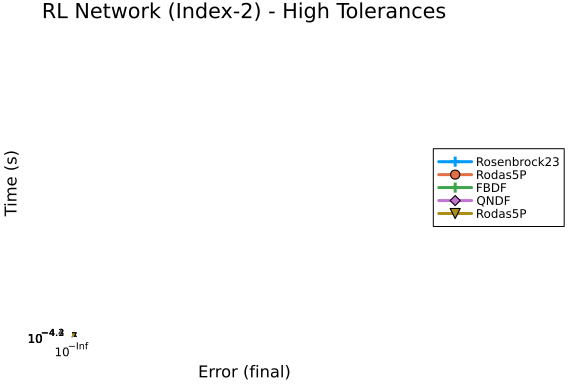 RL Network (Index-2) - High Tolerances
Time (s)
Rosenbrock23
Rodas5P
FBDF
QNDF
Rodas5P
10^-Inf
Error (final)